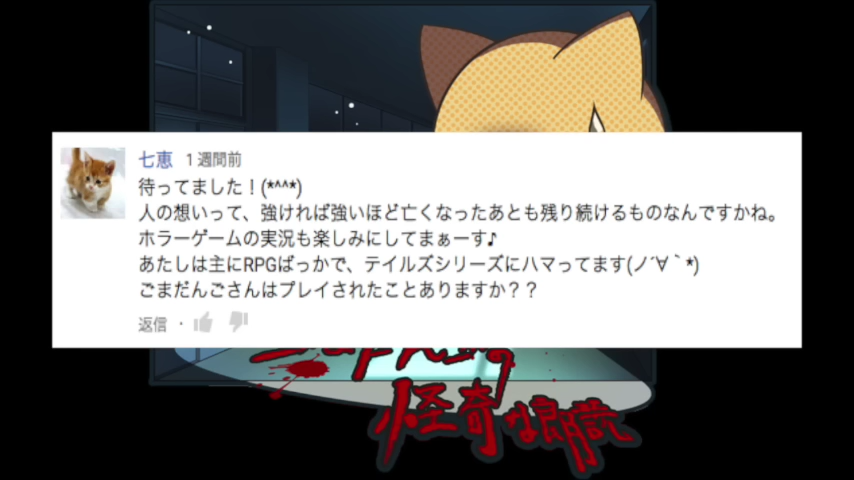 七恵 1週間前
待ってました！(*^^*)
人の想いって、強ければ強いほど亡くなったあとも残り続けるものなんですかね。
ホラーゲームの実況も楽しみにしてまぁーす♪
あたしは主にRPGばっかで、テイルズシリーズにハマってます(ノ´∀｀*)
ごまだんごさんはプレイされたことありますか？？
返信 ・
怪奇な朗読